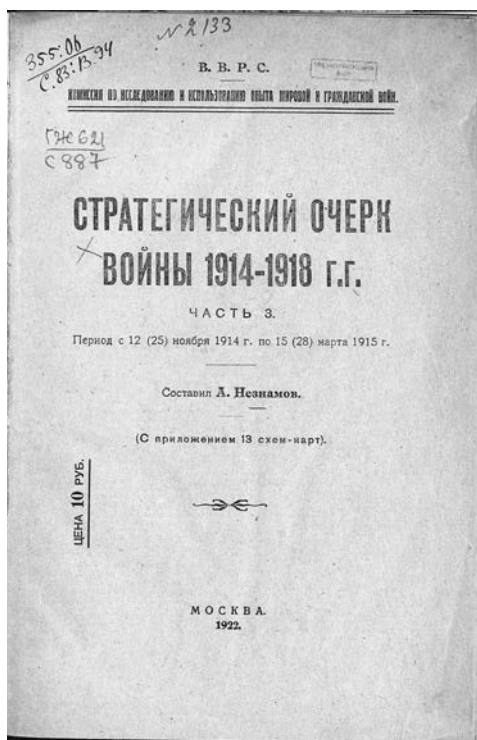 № 2133
355:06
С.83:13.94
В. В. Р. С.
КОМИССИЯ ПО ИССЛЕДОВАНИЮ И ИСПОЛЬЗОВАНИЮ ОПЫТА МИРОВОЙ И ГРАЖДАНСКОЙ ВОЙН.
ГЖ 621
С 887
СТРАТЕГИЧЕСКИЙ ОЧЕРК
ВОЙНЫ 1914-1918 г.г.
ЧАСТЬ 3.
Период с 12 (25) ноября 1914 г. по 15 (28) марта 1915 г.
Составил А. Незнамов.
(С приложением 13 схем-карт).
ЦЕНА 10 РУБ.
МОСКВА.
1922.